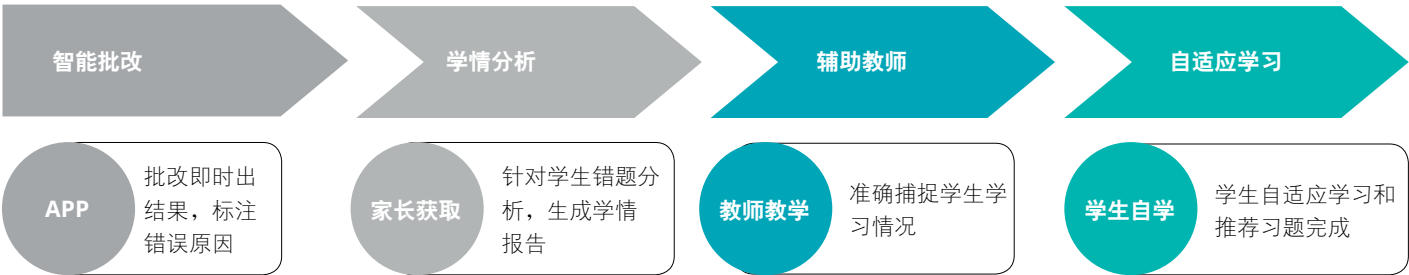 智能批改
学情分析
辅助教师
自适应学习
APP
批改即时出
结果，标注
错误原因
家长获取
针对学生错题分
析，生成学情
报告
教师教学
准确捕捉学生学
习情况
学生自学
学生自适应学习和
推荐习题完成